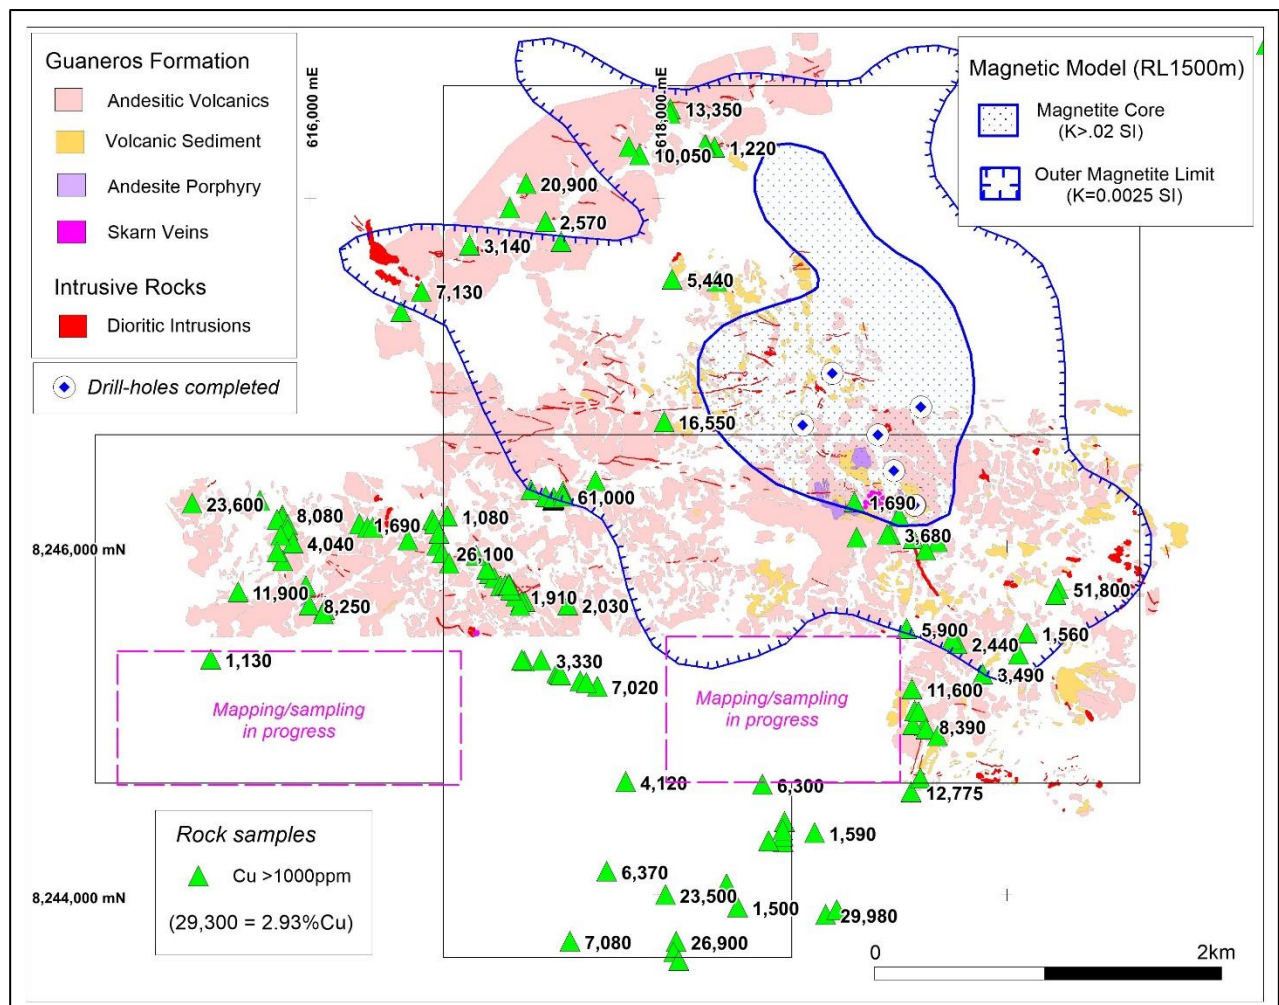 Guaneros Formation
Andesitic Volcanics
Volcanic Sediment
Andesite Porphyry
Skarn Veins
Intrusive Rocks
Dioritic Intrusions
Drill-holes completed
616,000 mE
618,000 mE
Magnetic Model (RL1500m)
Magnetite Core
(K>.02 SI)
Outer Magnetite Limit
(K=0.0025 SI)
13,350
10,050
1,220
20,900
2,570
3,140
5,440
7,130
16,550
61,000
23,600
8,080
1,690
1,080
1,690
4,040
3,680
8,246,000 mN
26,100
11,900
8,250
1,910
2,030
51,800
5,900
2,440
1,560
1,130
3,330
3,490
7,020
11,600
Mapping/sampling
in progress
Mapping/sampling
in progress
8,390
4,120
6,300
12,775
Rock samples
Cu >1000ppm
(29,300 = 2.93%Cu)
1,590
6,370
23,500
8,244,000 mN
1,500
29,980
7,080
26,900
0
2km